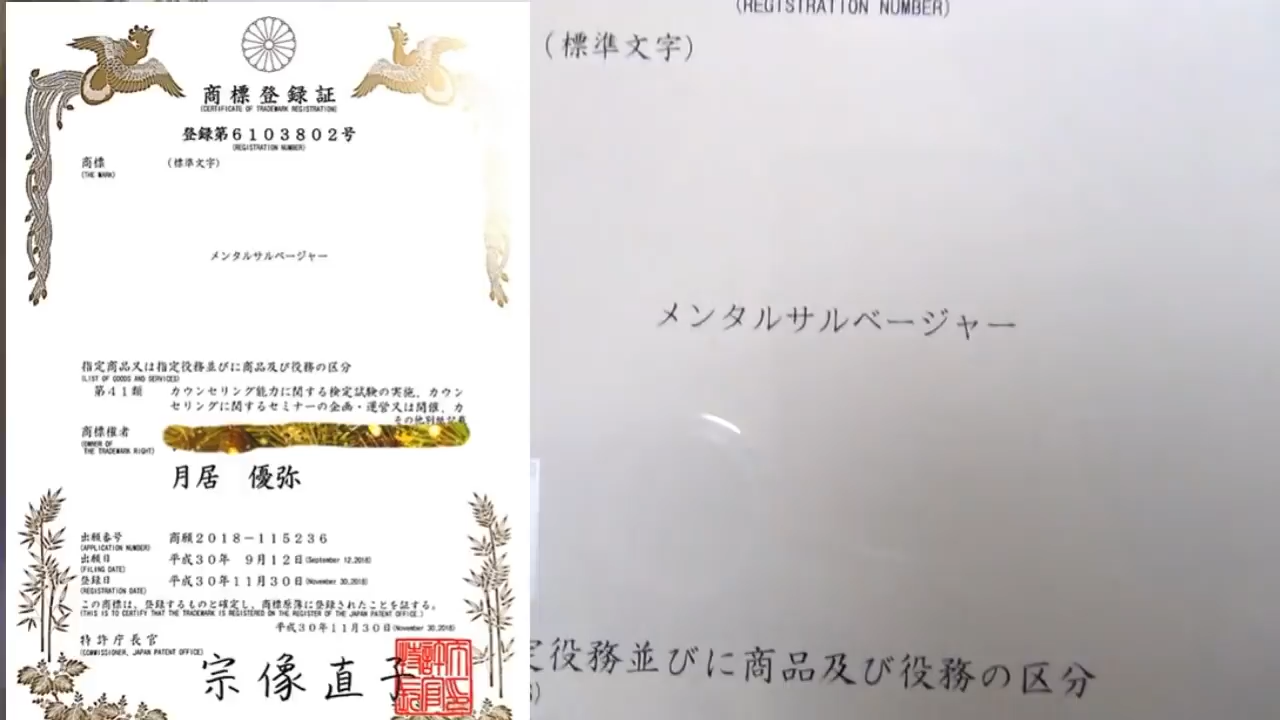 商標登録証
(CERTIFICATE OF TRADEMARK REGISTRATION)
登録第6103802号
(REGISTRATION NUMBER)
商標
(THE MARK)
(標準文字)
メンタルサルベージャー
指定商品又は指定役務並びに商品及び役務の区分
(LIST OF GOODS AND SERVICES)
第41類 カウンセリング能力に関する検定試験の実施,カウン
セリングに関するセミナーの企画・運営又は開催,カ
その他別紙記載
商標権者
(OWNER OF
THE TRADEMARK RIGHT)
月居 優弥
出願番号 商願2018-115236
(APPLICATION NUMBER)
出願日 平成30年 9月12日(September 12,2018)
(FILING DATE)
登録日 平成30年11月30日(November 30,2018)
(REGISTRATION DATE)
この商標は、登録するものと確定し、商標原簿に登録されたことを証する。
(THIS IS TO CERTIFY THAT THE TRADEMARK IS REGISTERED ON THE REGISTER OF THE JAPAN PATENT OFFICE.)
平成30年11月30日(November 30,2018)
特許庁長官
(COMMISSIONER, JAPAN PATENT OFFICE)
宗像直子
(REGISTRATION NUMBER)
(標準文字)
メンタルサルベージャー
役務並びに商品及び役務の区分